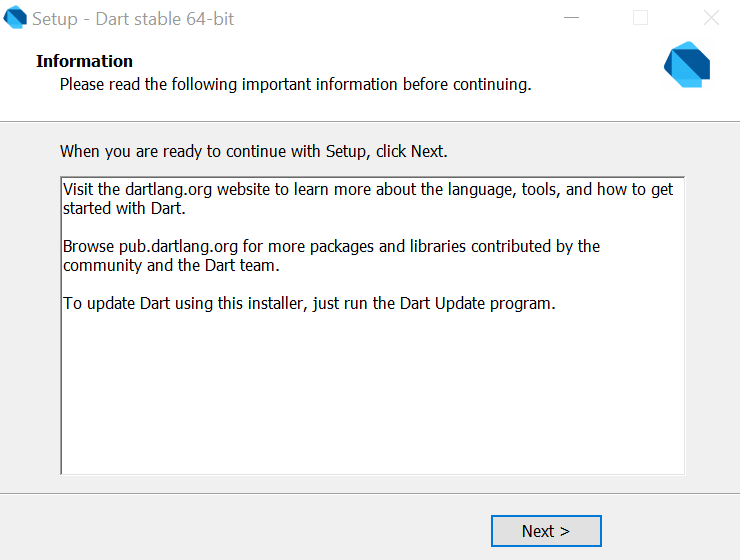 Setup - Dart stable 64-bit
Information
Please read the following important information before continuing.
When you are ready to continue with Setup, click Next.
Visit the dartlang.org website to learn more about the language, tools, and how to get
started with Dart.
Browse pub.dartlang.org for more packages and libraries contributed by the
community and the Dart team.
To update Dart using this installer, just run the Dart Update program.
Next >